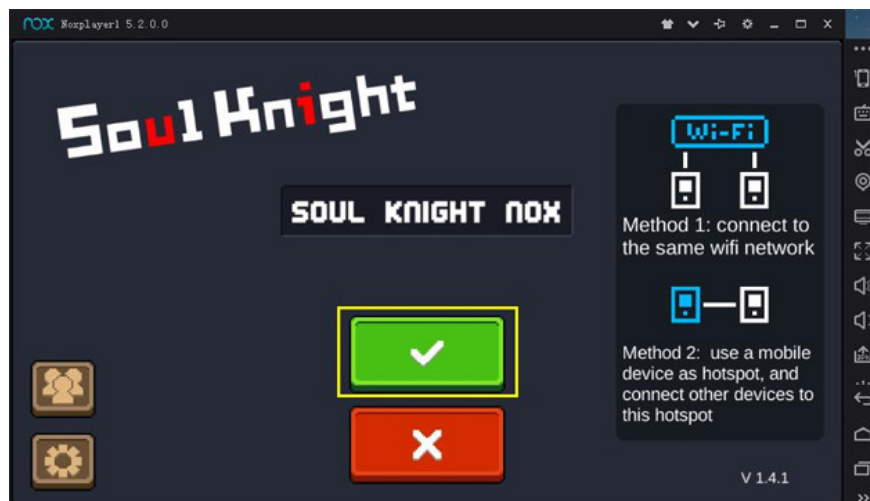 nox Noxplayer1 5.2.0.0
Soul Knight
SOUL KNIGHT NOX
Wi-Fi
Method 1: connect to
the same wifi network
Method 2: use a mobile
device as hotspot, and
connect other devices to
this hotspot
V 1.4.1